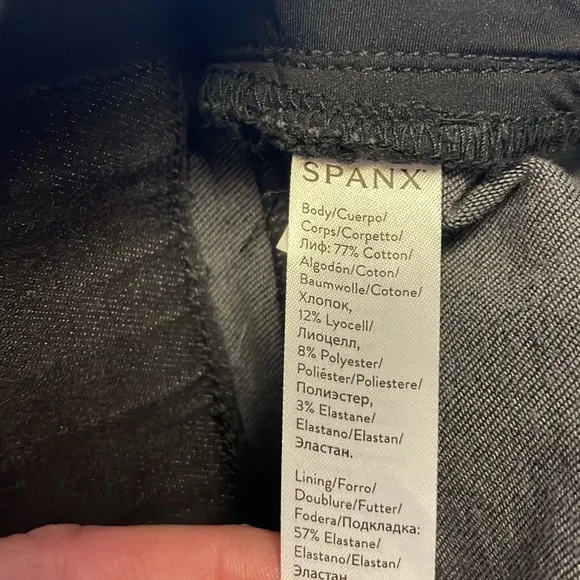 SPANX
Body/Cuerpo/
Corps/Corpetto/
Лиф: 77% Cotton/
Algodón/Coton/
Baumwolle/Cotone/
Хлопок,
12% Lyocell/
Лиоцелл,
8% Polyester/
Poliéster/Poliestere/
Полиэстер,
3% Elastane/
Elastano/Elastan/
Эластан.
Lining/Forro/
Doublure/Futter/
Fodera/Подкладка:
57% Elastane/
Elastano/Elastan/
Эластан